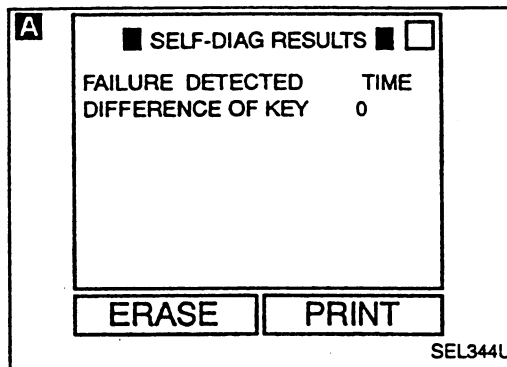 A
SELF-DIAG RESULTS
FAILURE DETECTED TIME
DIFFERENCE OF KEY 0
ERASE PRINT
SEL344U